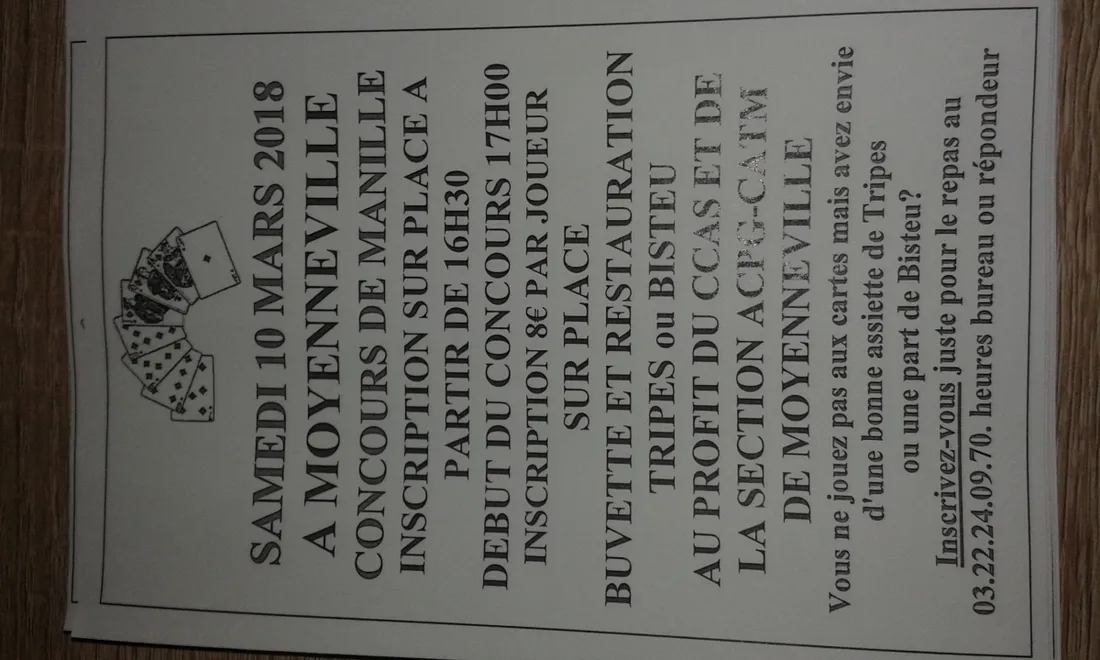 SAMEDI 10 MARS 2018
A MOYENNEVILLE
CONCOURS DE MANILLE
INSCRIPTION SUR PLACE A
PARTIR DE 16H30
DEBUT DU CONCOURS 17H00
INSCRIPTION 8€ PAR JOUEUR
SUR PLACE
BUVETTE ET RESTAURATION
TRIPES ou BISTEU
AU PROFIT DU CCAS ET DE
LA SECTION ACPG-CATM
DE MOYENNEVILLE
Vous ne jouez pas aux cartes mais avez envie
d'une bonne assiette de Tripes
ou une part de Bisteu?
Inscrivez-vous juste pour le repas au
03.22.24.09.70. heures bureau ou répondeur